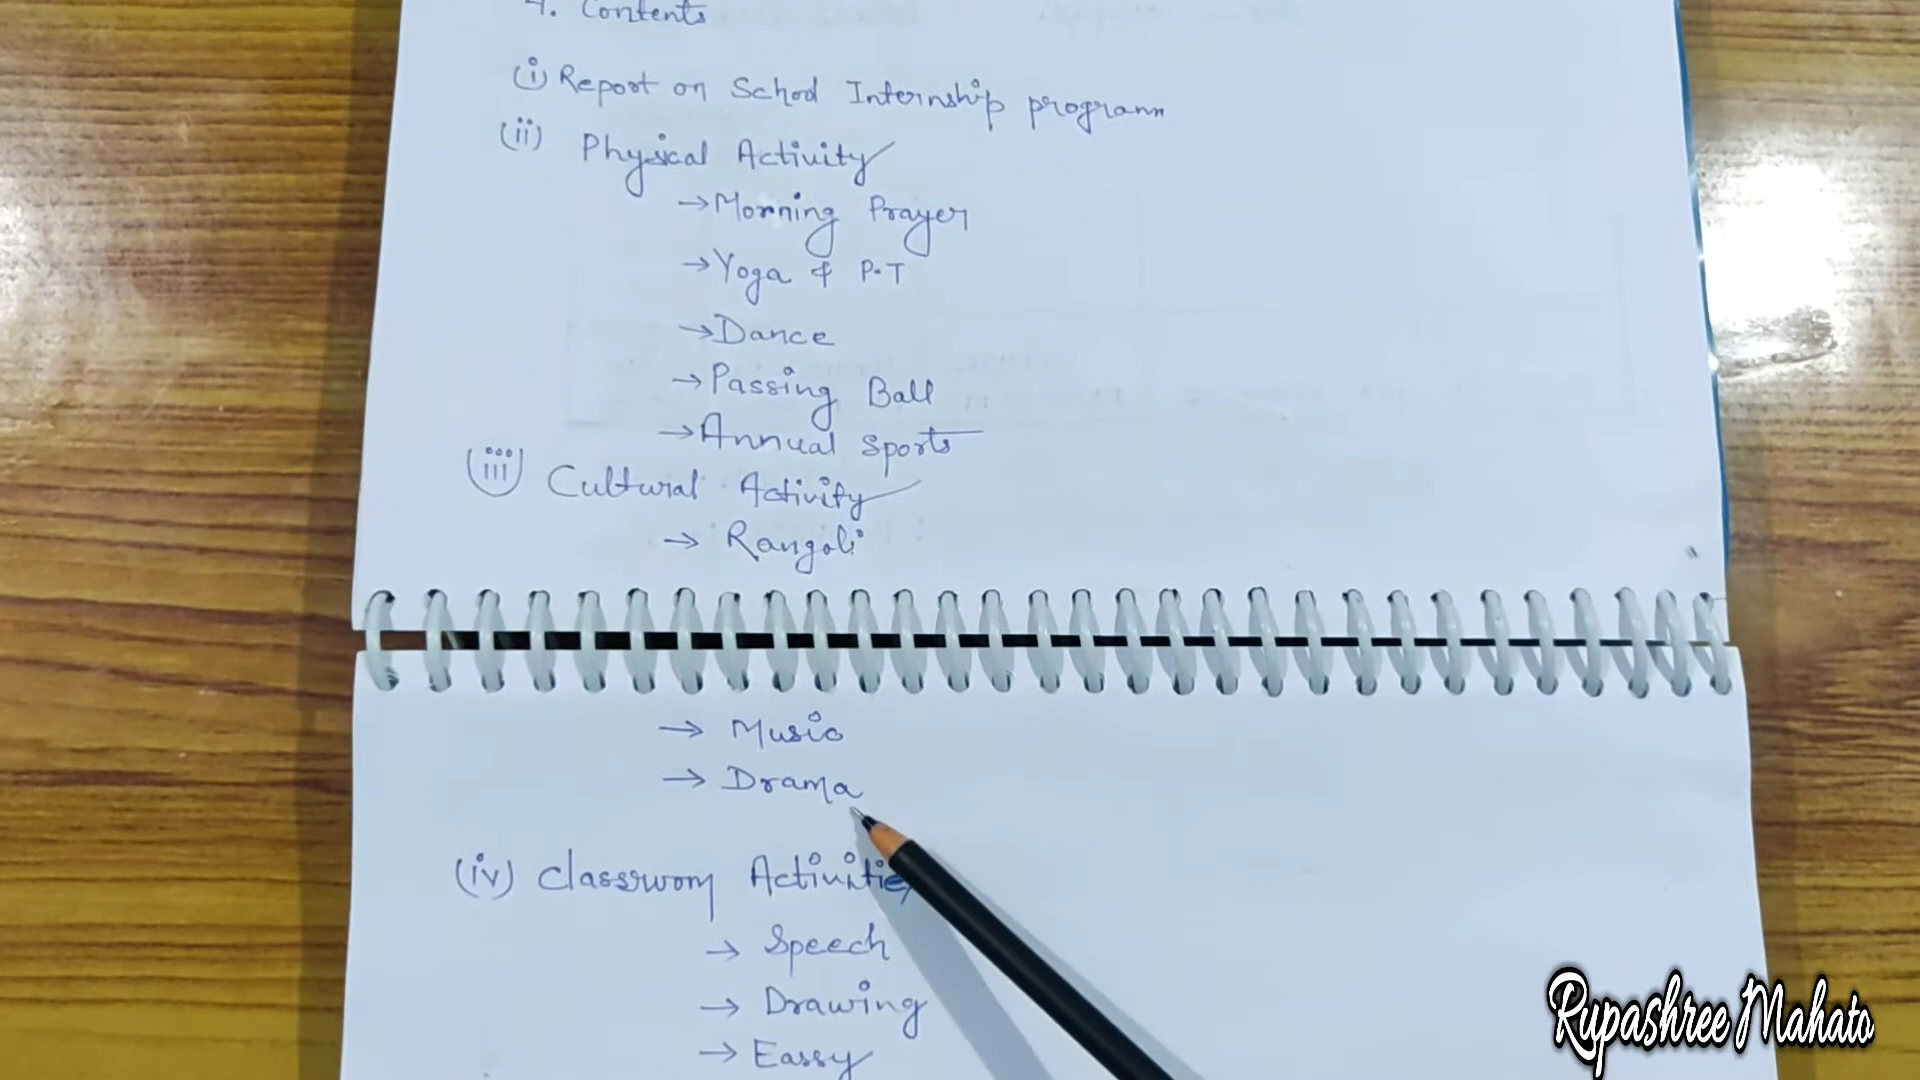 4. Contents
(i) Report on School Internship programm
(ii) Physical Activity
→ Morning Prayer
→ Yoga & P.T
→ Dance
→ Passing Ball
→ Annual Sports
(iii) Cultural Activity
→ Rangoli
→ Music
→ Drama
(iv) Classroom Activities
→ Speech
→ Drawing
→ Eassy
Rupashree Mahato